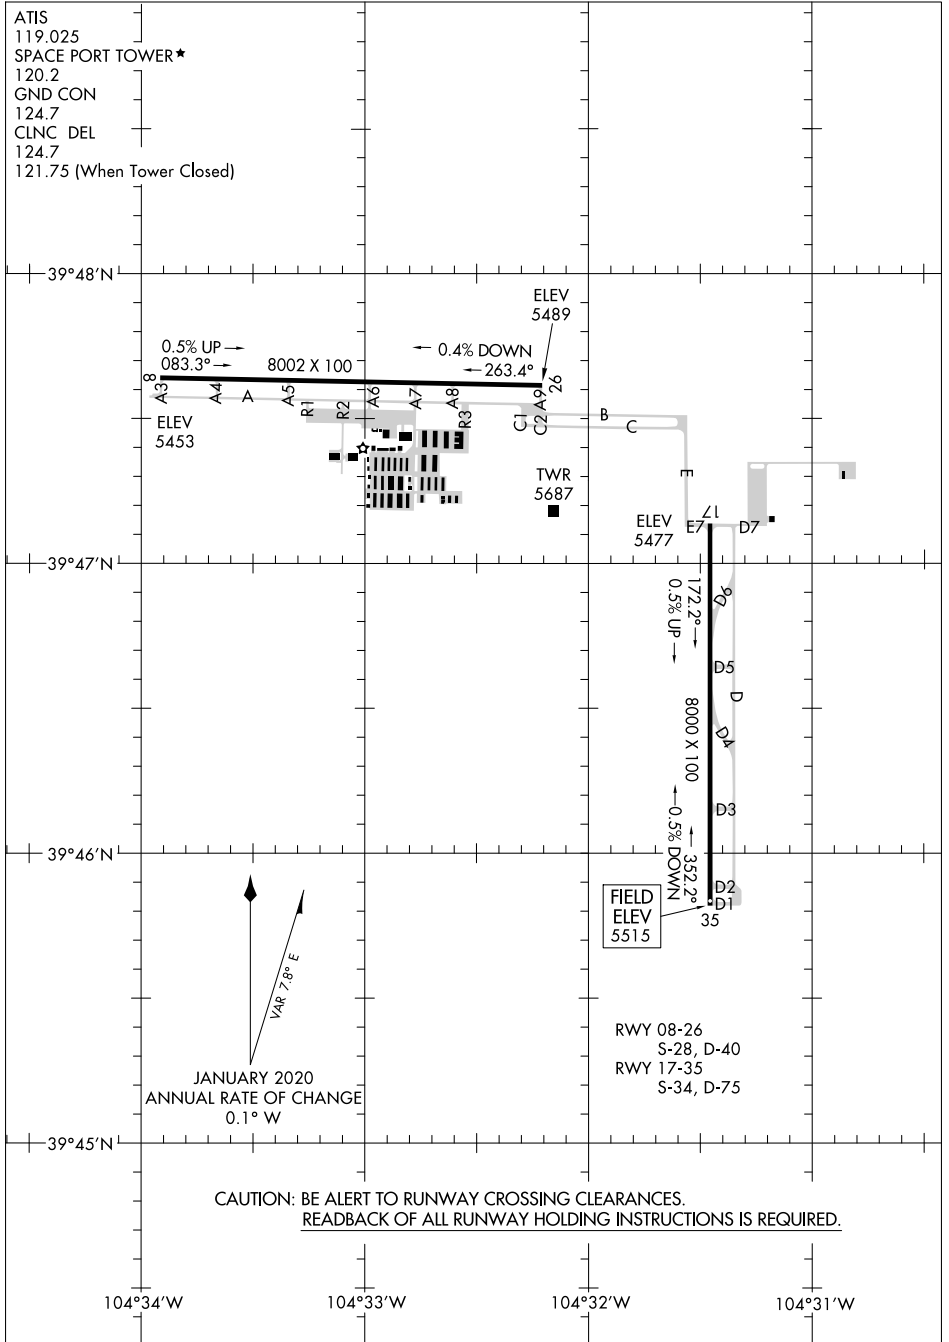 ATIS
119.025
SPACE PORT TOWER★
120.2
GND CON
124.7
CLNC DEL
124.7
121.75 (When Tower Closed)
39°48'N
ELEV
5489
0.5% UP →
← 0.4% DOWN
083.3° →
8002 X 100
← 263.4°
8
26
A3
A4
A
A5
R1
R2
A6
A7
A8
R3
C1
C2
A9
B
C
E
ELEV
5453
TWR
5687
ELEV
5477
17
E7
D7
39°47'N
172.2° →
0.5% UP →
D6
D5
D
D4
8000 X 100
D3
← 0.5% DOWN
← 352.2°
39°46'N
D2
D1
35
FIELD
ELEV
5515
VAR 7.8° E
JANUARY 2020
ANNUAL RATE OF CHANGE
0.1° W
RWY 08-26
S-28, D-40
RWY 17-35
S-34, D-75
39°45'N
CAUTION: BE ALERT TO RUNWAY CROSSING CLEARANCES.
READBACK OF ALL RUNWAY HOLDING INSTRUCTIONS IS REQUIRED.
104°34'W
104°33'W
104°32'W
104°31'W